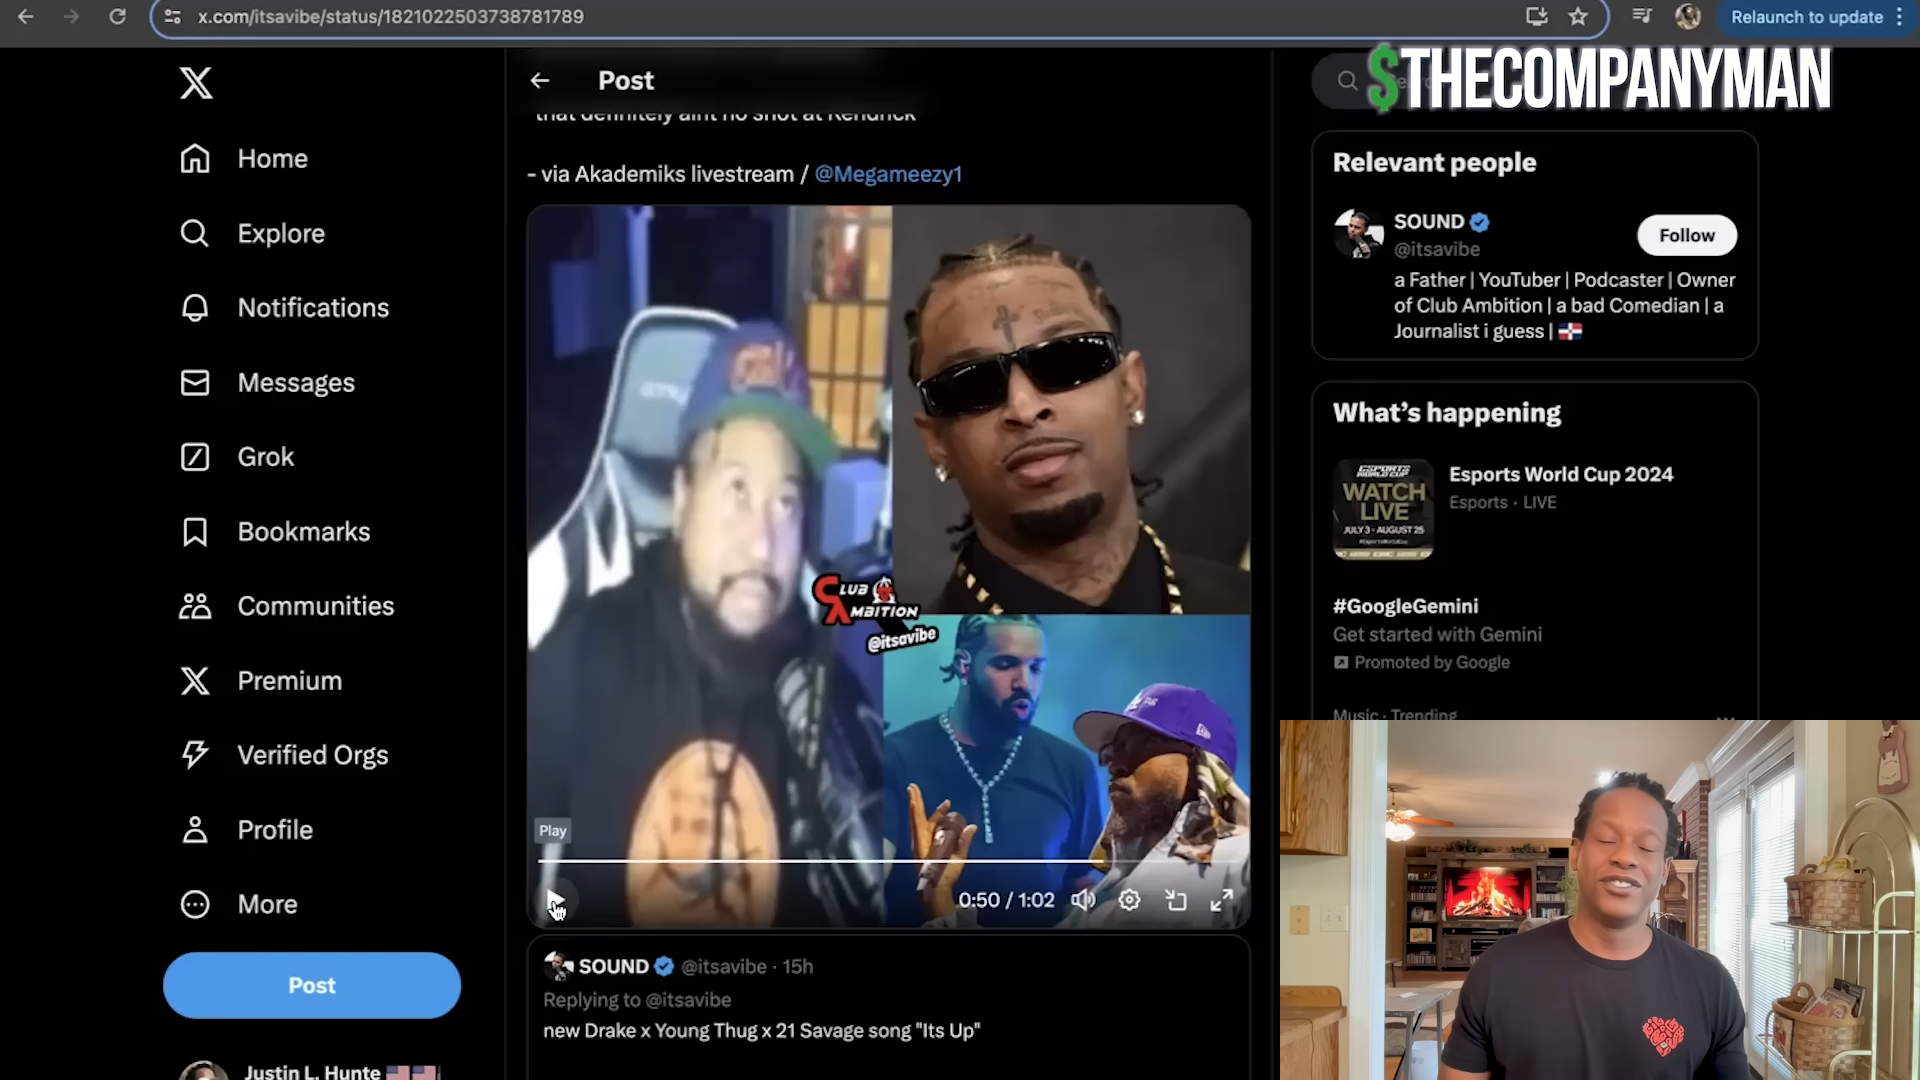 x.com/itsavibe/status/1821022503738781789
Relaunch to update
$THECOMPANYMAN
Home
Explore
Notifications
Messages
Grok
Bookmarks
Communities
Premium
Verified Orgs
Profile
More
Post
Justin L. Hunte
Post
that definitely aint no shot at Kendrick
- via Akademiks livestream / @Megameezy1
CLUB
AMBITION
@itsavibe
Play
0:50 / 1:02
SOUND @itsavibe · 15h
Replying to @itsavibe
new Drake x Young Thug x 21 Savage song "Its Up"
Relevant people
SOUND
@itsavibe
Follow
a Father | YouTuber | Podcaster | Owner
of Club Ambition | a bad Comedian | a
Journalist i guess |
What's happening
ESPORTS
WORLD CUP
WATCH
LIVE
JULY 3 - AUGUST 25
Esports World Cup 2024
Esports · LIVE
#GoogleGemini
Get started with Gemini
Promoted by Google
Music · Trending